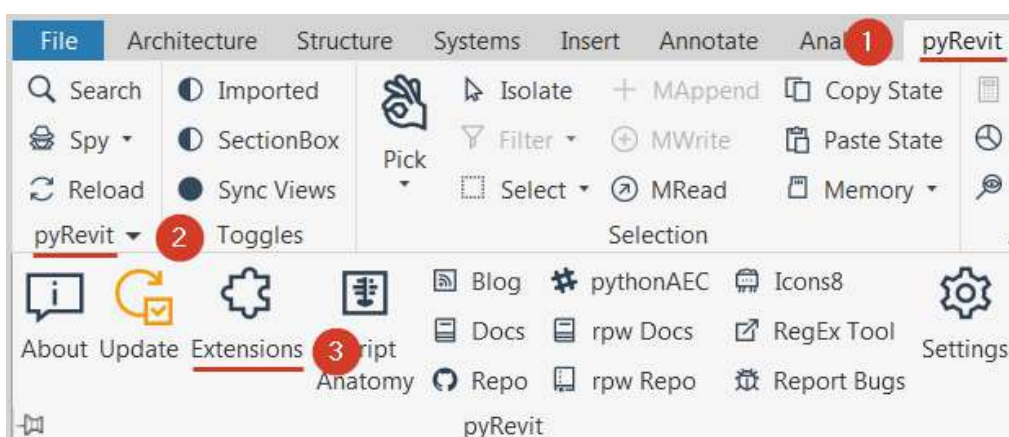 File Architecture Structure Systems Insert Annotate Ana 1 pyRevit
Search Imported Isolate MAppend Copy State
Spy SectionBox Pick Filter MWrite Paste State
Reload Sync Views Select MRead Memory
pyRevit 2 Toggles Selection
Blog pythonAEC Icons8
About Update Extensions 3 ript Docs rpw Docs RegEx Tool Settings
Anatomy Repo rpw Repo Report Bugs
pyRevit